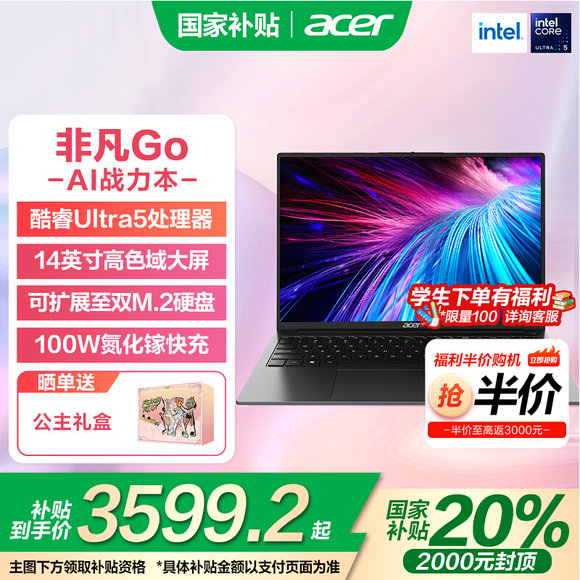 国家补贴 acer
intel
intel CORE ULTRA 5
非凡Go
AI战力本
酷睿Ultra5处理器
14英寸高色域大屏
可扩展至双M.2硬盘
100W氮化镓快充
晒单送
公主礼盒
acer
学生下单有福利
*限量100 详询客服
福利半价购机 立即抢购
抢 半价
—半价至高返3000元—
补贴到手价 3599.2起
国家补贴 20%
2000元封顶
主图下方领取补贴资格 *具体补贴金额以支付页面为准